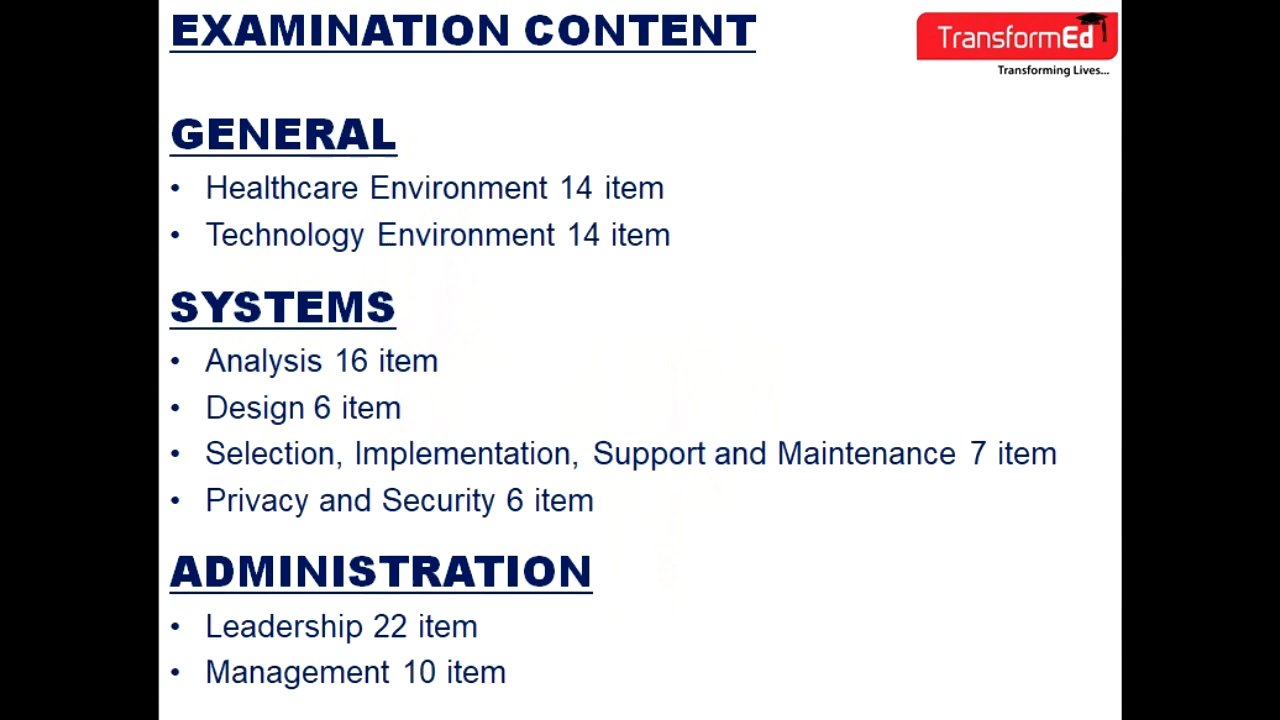 EXAMINATION CONTENT
TransformEd
Transforming Lives...
GENERAL
• Healthcare Environment 14 item
• Technology Environment 14 item
SYSTEMS
• Analysis 16 item
• Design 6 item
• Selection, Implementation, Support and Maintenance 7 item
• Privacy and Security 6 item
ADMINISTRATION
• Leadership 22 item
• Management 10 item